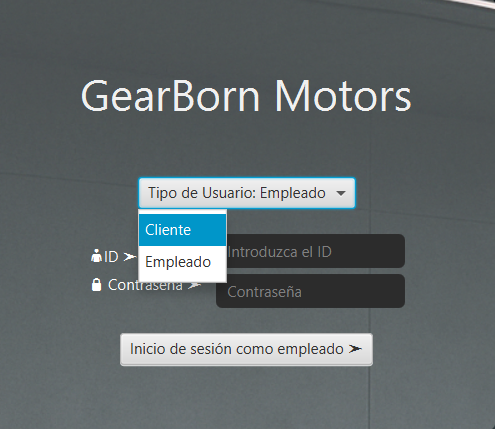 GearBorn Motors
Tipo de Usuario: Empleado
Cliente
Empleado
ID
Introduzca el ID
Contraseña
Contraseña
Inicio de sesión como empleado